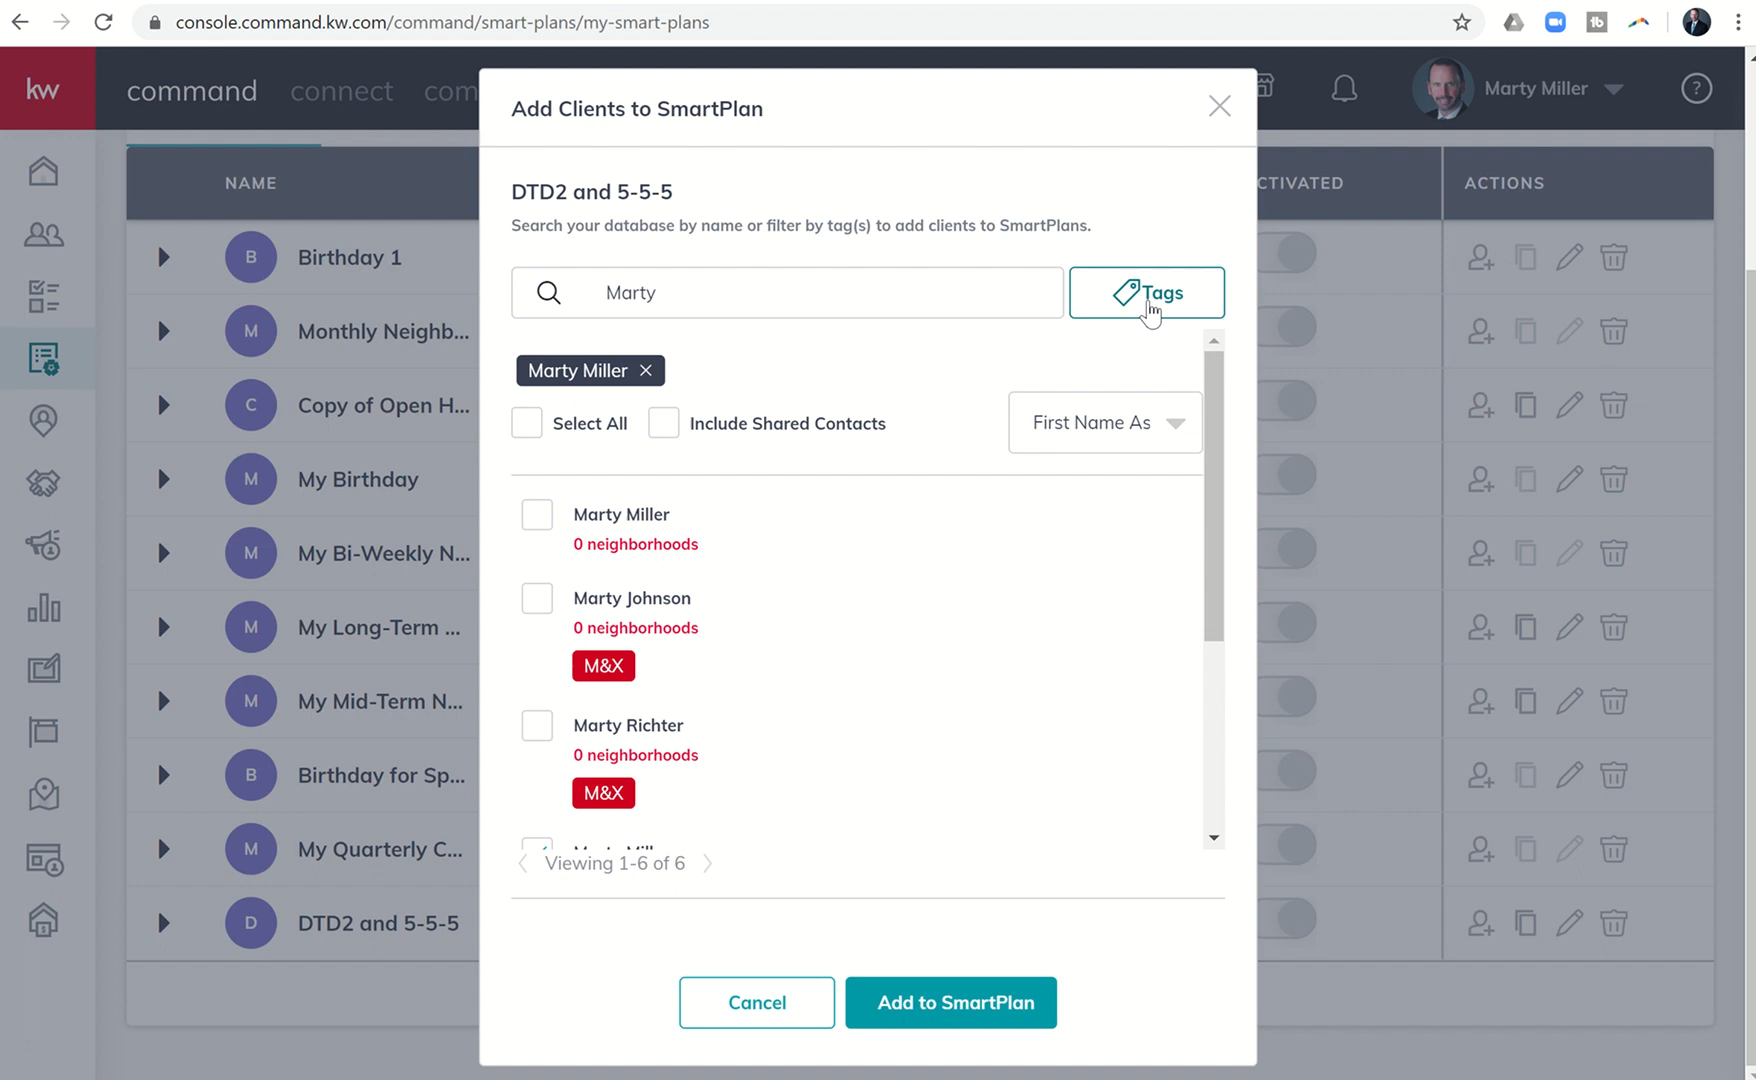 console.command.kw.com/command/smart-plans/my-smart-plans
kw
command
connect
com
Marty Miller
?
NAME
CTIVATED
ACTIONS
B
Birthday 1
M
Monthly Neighb...
C
Copy of Open H...
M
My Birthday
M
My Bi-Weekly N...
M
My Long-Term ...
M
My Mid-Term N...
B
Birthday for Sp...
M
My Quarterly C...
D
DTD2 and 5-5-5
Add Clients to SmartPlan
DTD2 and 5-5-5
Search your database by name or filter by tag(s) to add clients to SmartPlans.
Marty
Tags
Marty Miller
Select All
Include Shared Contacts
First Name As
Marty Miller
0 neighborhoods
Marty Johnson
0 neighborhoods
M&X
Marty Richter
0 neighborhoods
M&X
Viewing 1-6 of 6
Cancel
Add to SmartPlan